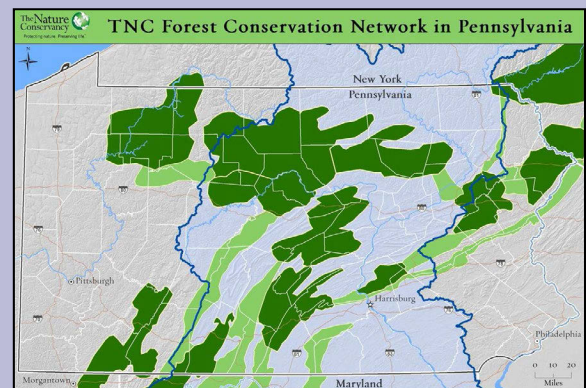 The Nature Conservancy
Protecting nature. Preserving life.
TNC Forest Conservation Network in Pennsylvania
N
New York
Pennsylvania
Pittsburgh
Harrisburg
Philadelphia
Morgantown
Maryland
0 10 20
Miles